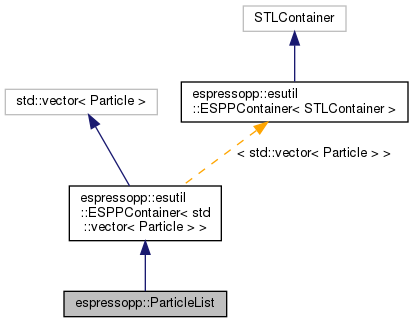 STLContainer
std::vector< Particle >
espressopp::esutil
::ESPPContainer< STLContainer >
< std::vector< Particle > >
espressopp::esutil
::ESPPContainer< std
::vector< Particle > >
espressopp::ParticleList